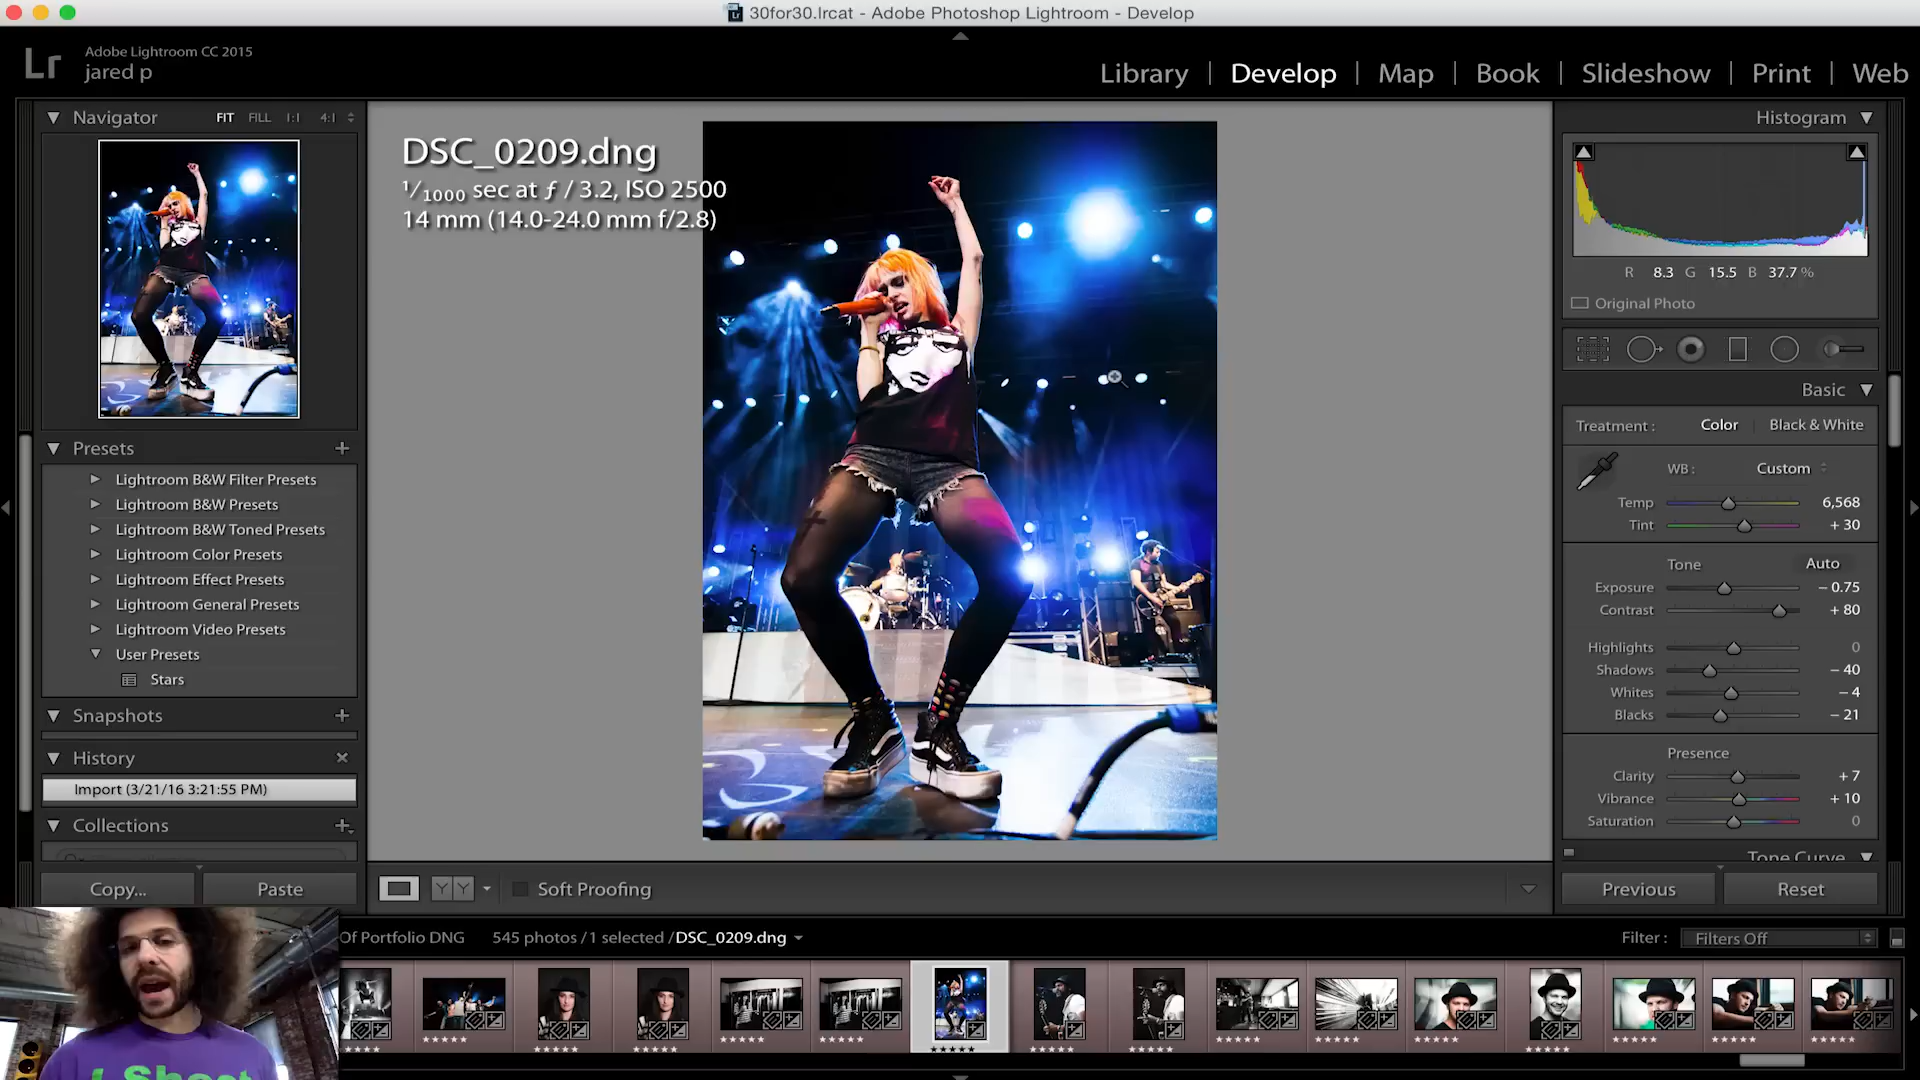 30for30.lrcat - Adobe Photoshop Lightroom - Develop
Lr
Adobe Lightroom CC 2015
jared p
Library | Develop | Map | Book | Slideshow | Print | Web
Navigator FIT FILL 1:1 4:1
Presets +
Lightroom B&W Filter Presets
Lightroom B&W Presets
Lightroom B&W Toned Presets
Lightroom Color Presets
Lightroom Effect Presets
Lightroom General Presets
Lightroom Video Presets
User Presets
Stars
Snapshots +
History ×
Import (3/21/16 3:21:55 PM)
Collections +
Copy... Paste
DSC_0209.dng
1/1000 sec at ƒ / 3.2, ISO 2500
14 mm (14.0-24.0 mm f/2.8)
Y Y Soft Proofing
Histogram
R 8.3 G 15.5 B 37.7 %
Original Photo
Basic
Treatment : Color Black & White
WB : Custom
Temp 6,568
Tint + 30
Tone Auto
Exposure − 0.75
Contrast + 80
Highlights 0
Shadows − 40
Whites − 4
Blacks − 21
Presence
Clarity + 7
Vibrance + 10
Saturation 0
Tone Curve
Previous Reset
Of Portfolio DNG 545 photos / 1 selected / DSC_0209.dng
Filter : Filters Off
I Shoot